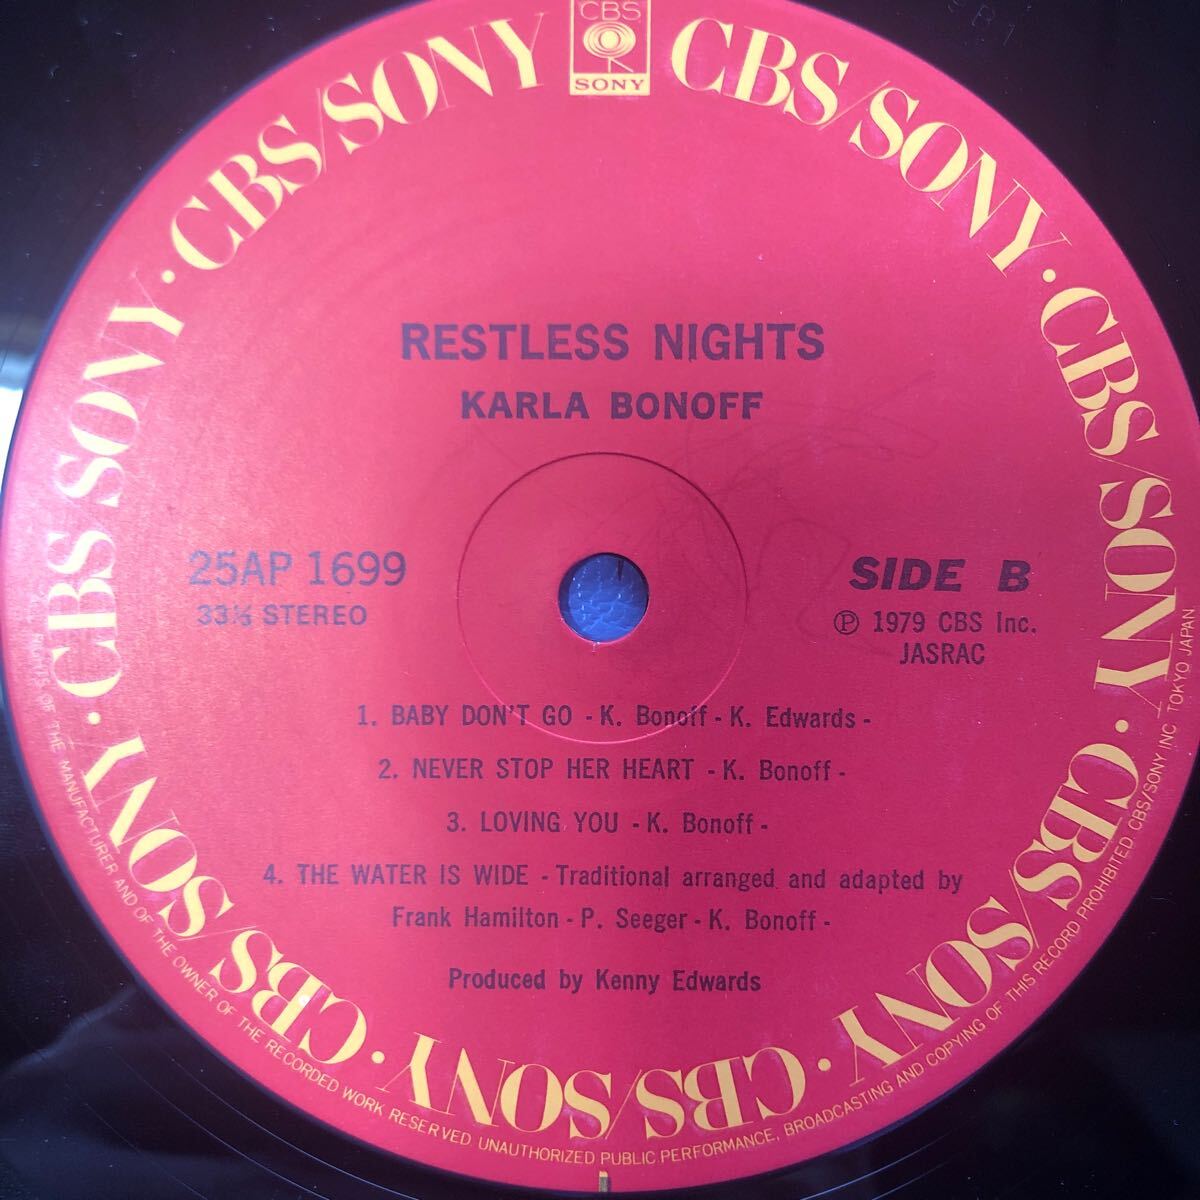 CBS
SONY
CBS/SONY · CBS/SONY · CBS/SONY · CBS/SONY · CBS/SONY · CBS/SONY · CBS/SONY · CBS/SONY
RESTLESS NIGHTS
KARLA BONOFF
25AP 1699
33⅓ STEREO
SIDE B
Ⓟ 1979 CBS Inc.
JASRAC
1. BABY DON'T GO - K. Bonoff - K. Edwards -
2. NEVER STOP HER HEART - K. Bonoff -
3. LOVING YOU - K. Bonoff -
4. THE WATER IS WIDE - Traditional arranged and adapted by
Frank Hamilton - P. Seeger - K. Bonoff -
Produced by Kenny Edwards
OF THE MANUFACTURER AND OF THE OWNER OF THE RECORDED WORK RESERVED UNAUTHORIZED PUBLIC PERFORMANCE, BROADCASTING AND COPYING OF THIS RECORD PROHIBITED CBS/SONY INC TOKYO JAPAN